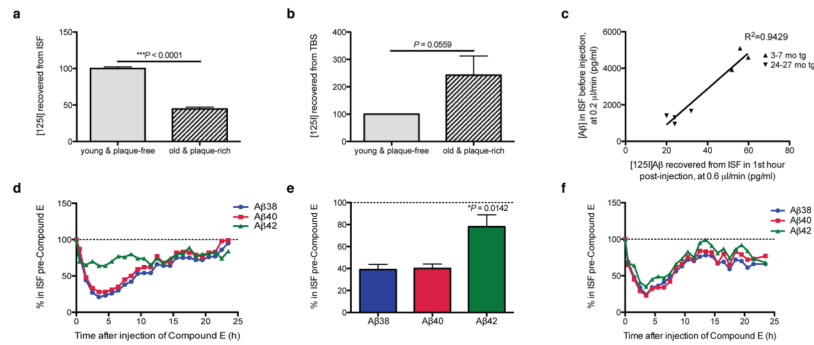 a
[125I] recovered from ISF
150
100
50
0
***P < 0.0001
young & plaque-free
old & plaque-rich
b
[125I] recovered from TBS
400
300
200
100
0
P = 0.0559
young & plaque-free
old & plaque-rich
c
[Aβ] in ISF before injection,
at 0.2 µl/min (pg/ml)
6000
4000
2000
0
R²=0.9429
▲ 3-7 mo tg
▼ 24-27 mo tg
0 20 40 60 80
[125I]Aβ recovered from ISF in 1st hour
post-injection, at 0.6 µl/min (pg/ml)
d
% in ISF pre-Compound E
150
100
50
0
Aβ38
Aβ40
Aβ42
0 5 10 15 20 25
Time after injection of Compound E (h)
e
% in ISF pre-Compound E
100
80
60
40
20
0
*P = 0.0142
Aβ38 Aβ40 Aβ42
f
% in ISF pre-Compound E
150
100
50
0
Aβ38
Aβ40
Aβ42
0 5 10 15 20 25
Time after injection of Compound E (h)